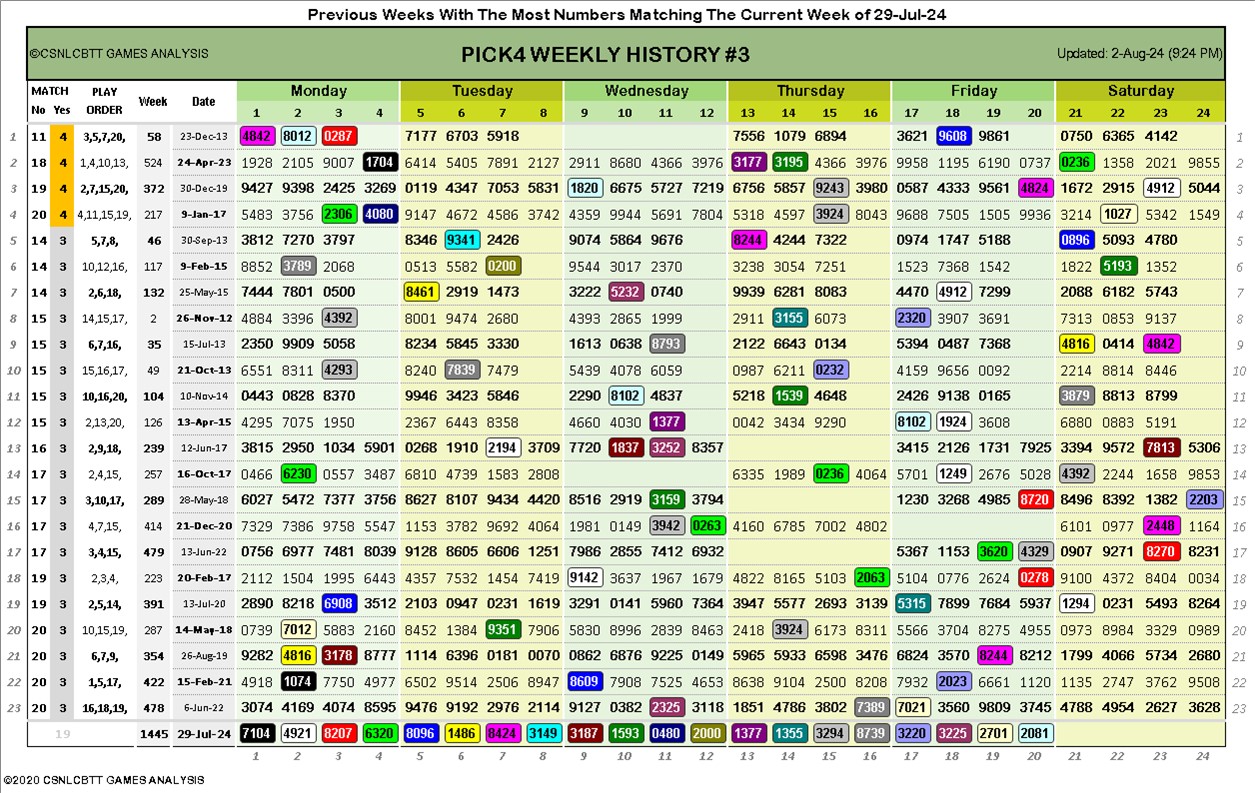 Previous Weeks With The Most Numbers Matching The Current Week of 29-Jul-24
©CSNLCBTT GAMES ANALYSIS PICK4 WEEKLY HISTORY #3 Updated: 2-Aug-24 (9:24 PM)
MATCH PLAY Week Date Monday Tuesday Wednesday Thursday Friday Saturday
No Yes ORDER 1 2 3 4 5 6 7 8 9 10 11 12 13 14 15 16 17 18 19 20 21 22 23 24
1 11 4 3,5,7,20, 58 23-Dec-13 4842 8012 0287 7177 6703 5918 7556 1079 6894 3621 9608 9861 0750 6365 4142 1
2 18 4 1,4,10,13, 524 24-Apr-23 1928 2105 9007 1704 6414 5405 7891 2127 2911 8680 4366 3976 3177 3195 4366 3976 9958 1195 6190 0737 0236 1358 2021 9855 2
3 19 4 2,7,15,20, 372 30-Dec-19 9427 9398 2425 3269 0119 4347 7053 5831 1820 6675 5727 7219 6756 5857 9243 3980 0587 4333 9561 4824 1672 2915 4912 5044 3
4 20 4 4,11,15,19, 217 9-Jan-17 5483 3756 2306 4080 9147 4672 4586 3742 4359 9944 5691 7804 5318 4597 3924 8043 9688 7505 1505 9936 3214 1027 5342 1549 4
5 14 3 5,7,8, 46 30-Sep-13 3812 7270 3797 8346 9341 2426 9074 5864 9676 8244 4244 7322 0974 1747 5188 0896 5093 4780 5
6 14 3 10,12,16, 117 9-Feb-15 8852 3789 2068 0513 5582 0200 9544 3017 2370 3238 3054 7251 1523 7368 1542 1822 5193 1352 6
7 14 3 2,6,18, 132 25-May-15 7444 7801 0500 8461 2919 1473 3222 5232 0740 9939 6281 8083 4470 4912 7299 2088 6182 5743 7
8 15 3 14,15,17, 2 26-Nov-12 4884 3396 4392 8001 9474 2680 4393 2865 1999 2911 3155 6073 2320 3907 3691 7313 0853 9137 8
9 15 3 6,7,16, 35 15-Jul-13 2350 9909 5058 8234 5845 3330 1613 0638 8793 2122 6643 0134 5394 0487 7368 4816 0414 4842 9
10 15 3 15,16,17, 49 21-Oct-13 6551 8311 4293 8240 7839 7479 5439 4078 6059 0987 6211 0232 4159 9656 0092 2214 8814 8446 10
11 15 3 10,16,20, 104 10-Nov-14 0443 0828 8370 9946 3423 5846 2290 8102 4837 5218 1539 4648 2426 9138 0165 3879 8813 8799 11
12 15 3 2,13,20, 126 13-Apr-15 4295 7075 1950 2367 6443 8358 4660 4030 1377 0042 3434 9290 8102 1924 3608 6880 0883 5191 12
13 16 3 2,9,18, 239 12-Jun-17 3815 2950 1034 5901 0268 1910 2194 3709 7720 1837 3252 8357 3415 2126 1731 7925 3394 9572 7813 5306 13
14 17 3 2,4,15, 257 16-Oct-17 0466 6230 0557 3487 6810 4739 1583 2808 6335 1989 0236 4064 5701 1249 2676 5028 4392 2244 1658 9853 14
15 17 3 3,10,17, 289 28-May-18 6027 5472 7377 3756 8627 8107 9434 4420 8516 2919 3159 3794 1230 3268 4985 8720 8496 8392 1382 2203 15
16 17 3 4,7,15, 414 21-Dec-20 7329 7386 9758 5547 1153 3782 9692 4064 1981 0149 3942 0263 4160 6785 7002 4802 6101 0977 2448 1164 16
17 17 3 3,4,15, 479 13-Jun-22 0756 6977 7481 8039 9128 8605 6606 1251 7986 2855 7412 6932 5367 1153 3620 4329 0907 9271 8270 8231 17
18 19 3 2,3,4, 223 20-Feb-17 2112 1504 1995 6443 4357 7532 1454 7419 9142 3637 1967 1679 4822 8165 5103 2063 5104 0776 2624 0278 9100 4372 8404 0034 18
19 19 3 2,5,14, 391 13-Jul-20 2890 8218 6908 3512 2103 0947 0231 1619 3291 0141 5960 7364 3947 5577 2693 3139 5315 7899 7684 5937 1294 0231 5493 8264 19
20 20 3 10,15,19, 287 14-May-18 0739 7012 5883 2160 8452 1384 9351 7906 5830 8996 2839 8463 2418 3924 6173 8311 5566 3704 8275 4955 0973 8984 3329 0989 20
21 20 3 6,7,9, 354 26-Aug-19 9282 4816 3178 8777 1114 6396 0181 0070 0862 6876 9225 0149 5965 5933 6598 3476 6824 3570 8244 8212 1799 4066 5734 2680 21
22 20 3 1,5,17, 422 15-Feb-21 4918 1074 7750 4977 6502 9514 2506 8947 8609 7908 7525 4653 8638 9104 2500 8208 7932 2023 6661 1120 1135 2747 3762 9508 22
23 20 3 16,18,19, 478 6-Jun-22 3074 4169 4074 8595 9476 9192 2976 2114 9127 0382 2325 3118 1851 4786 3802 7389 7021 3560 9809 3745 4788 4954 2627 3628 23
19 1445 29-Jul-24 7104 4921 8207 6320 8096 1486 8424 3149 3187 1593 0480 2000 1377 1355 3294 8739 3220 3225 2701 2081
1 2 3 4 5 6 7 8 9 10 11 12 13 14 15 16 17 18 19 20 21 22 23 24
©2020 CSNLCBTT GAMES ANALYSIS